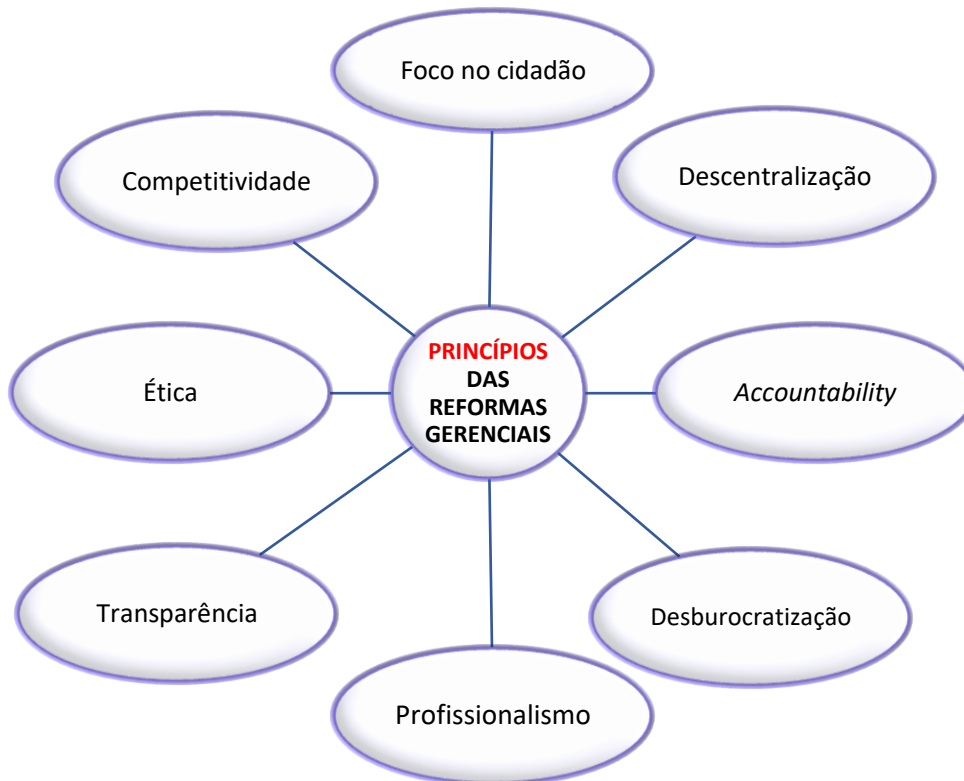 Foco no cidadão
Competitividade
Descentralização
PRINCÍPIOS
DAS
REFORMAS
GERENCIAIS
Ética
Accountability
Transparência
Desburocratização
Profissionalismo